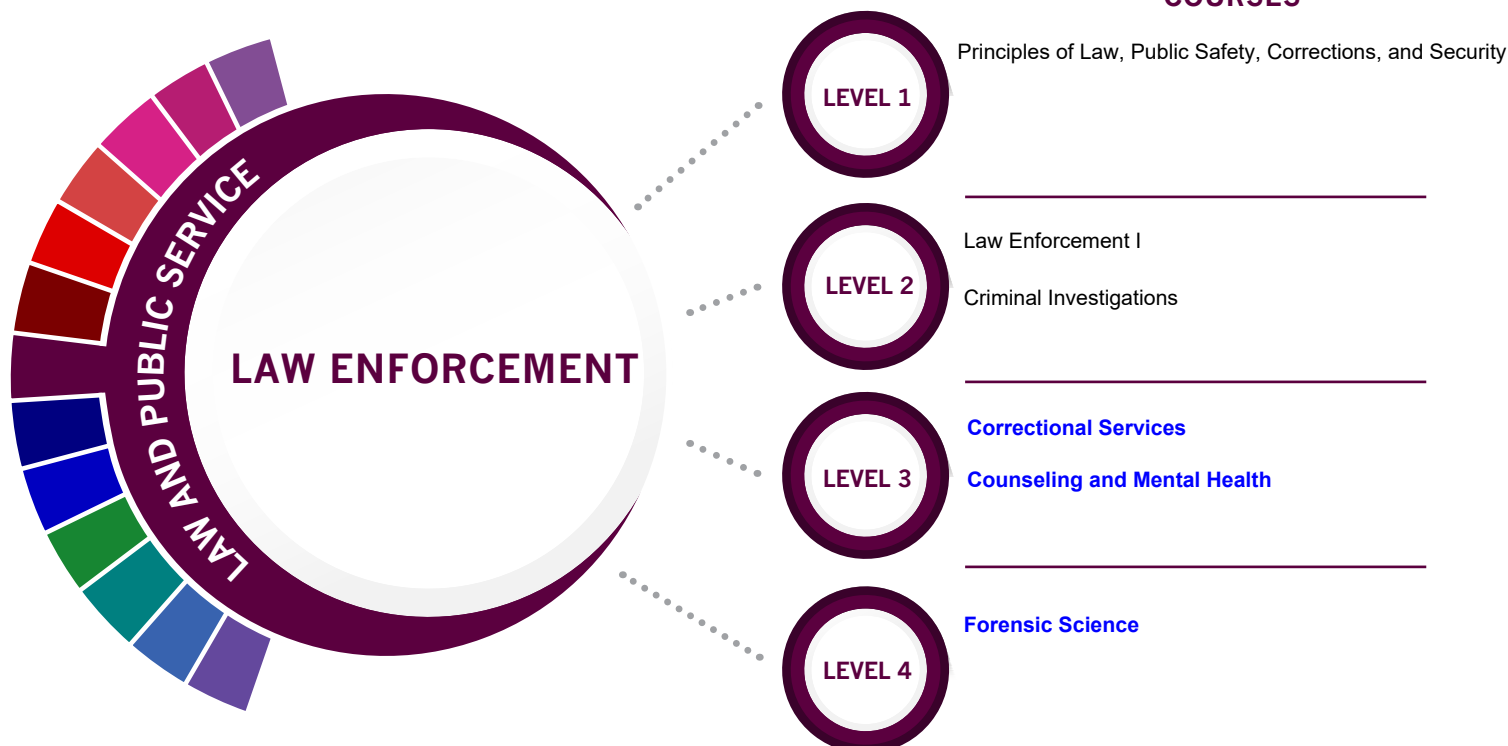 COURSES
LAW AND PUBLIC SERVICE
LAW ENFORCEMENT
LEVEL 1
Principles of Law, Public Safety, Corrections, and Security
LEVEL 2
Law Enforcement I
Criminal Investigations
LEVEL 3
Correctional Services
Counseling and Mental Health
LEVEL 4
Forensic Science